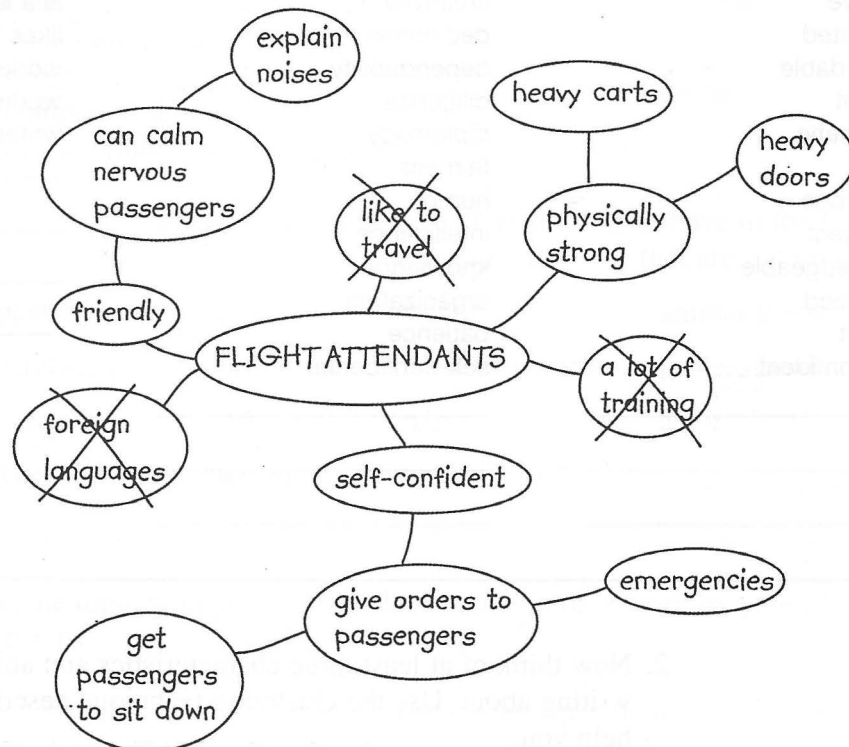 explain
noises
can calm
nervous
passengers
heavy carts
heavy
doors
like to
travel
physically
strong
friendly
FLIGHT ATTENDANTS
a lot of
training
foreign
languages
self-confident
give orders to
passengers
emergencies
get
passengers
to sit down